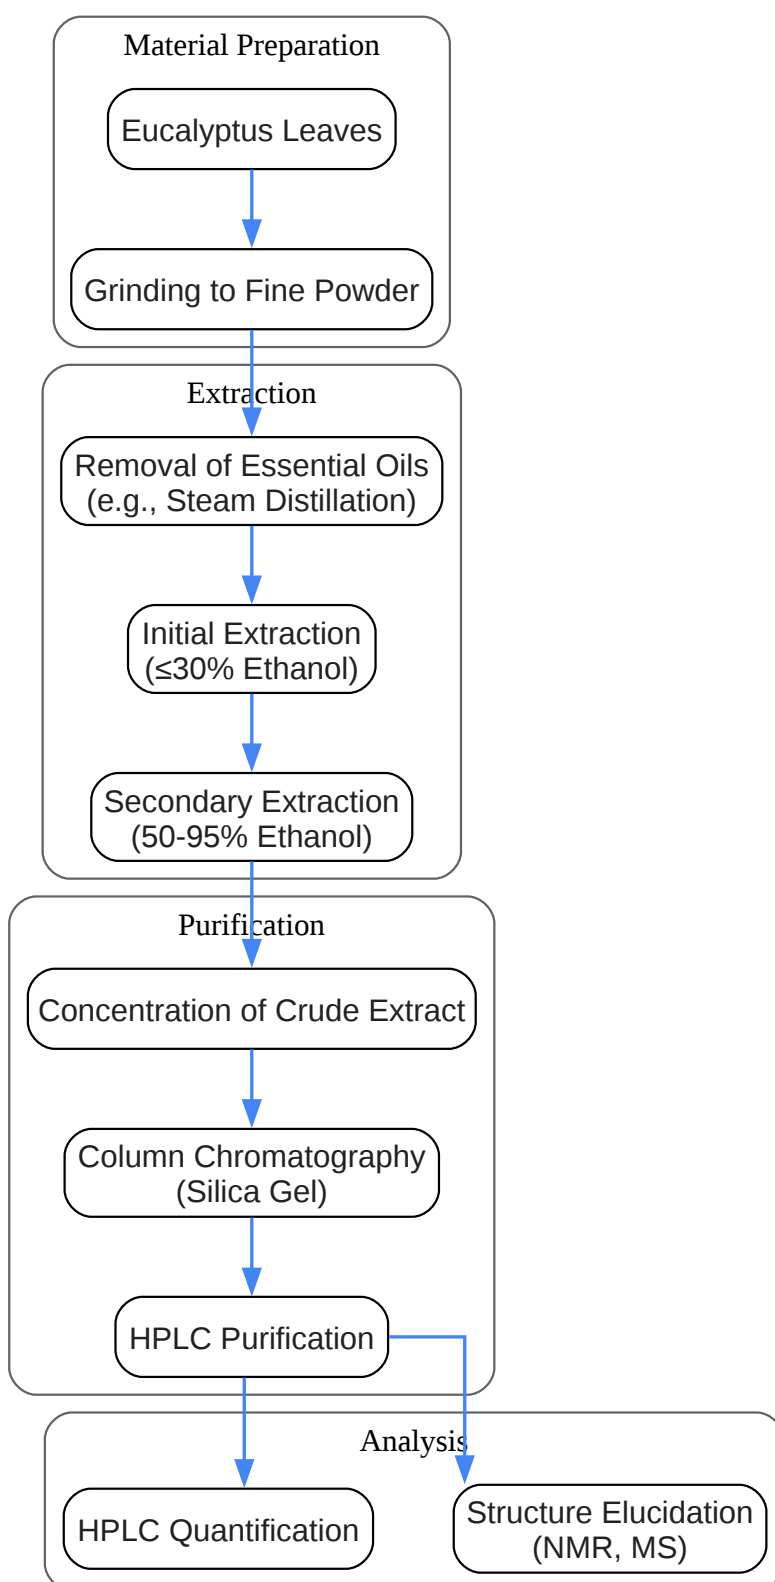 Material Preparation
Eucalyptus Leaves
Grinding to Fine Powder
Extraction
Removal of Essential Oils
(e.g., Steam Distillation)
Initial Extraction
(≤30% Ethanol)
Secondary Extraction
(50-95% Ethanol)
Purification
Concentration of Crude Extract
Column Chromatography
(Silica Gel)
HPLC Purification
Analysis
HPLC Quantification
Structure Elucidation
(NMR, MS)